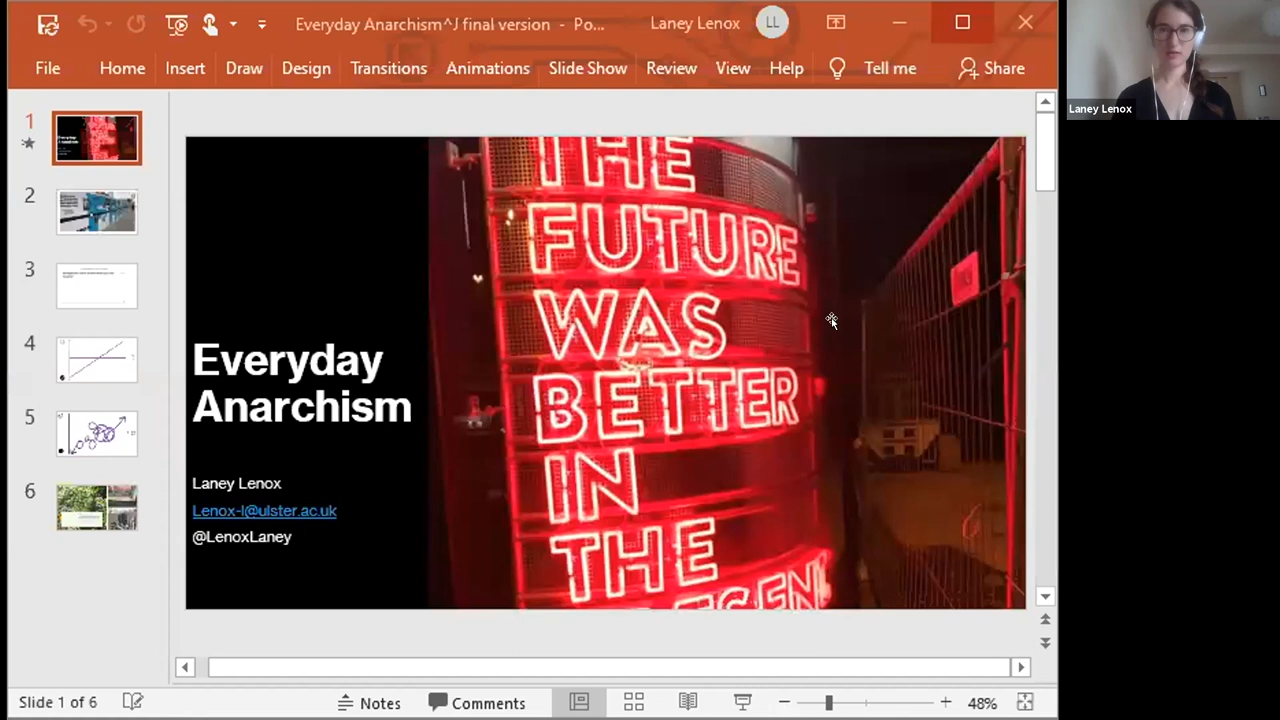 Everyday Anarchism^J final version - Po...
Laney Lenox
LL
File
Home
Insert
Draw
Design
Transitions
Animations
Slide Show
Review
View
Help
Tell me
Share
Laney Lenox
1
2
3
4
5
6
THE
FUTURE
WAS
BETTER
IN
THE
Everyday
Anarchism
Laney Lenox
Lenox-l@ulster.ac.uk
@LenoxLaney
Slide 1 of 6
Notes
Comments
48%